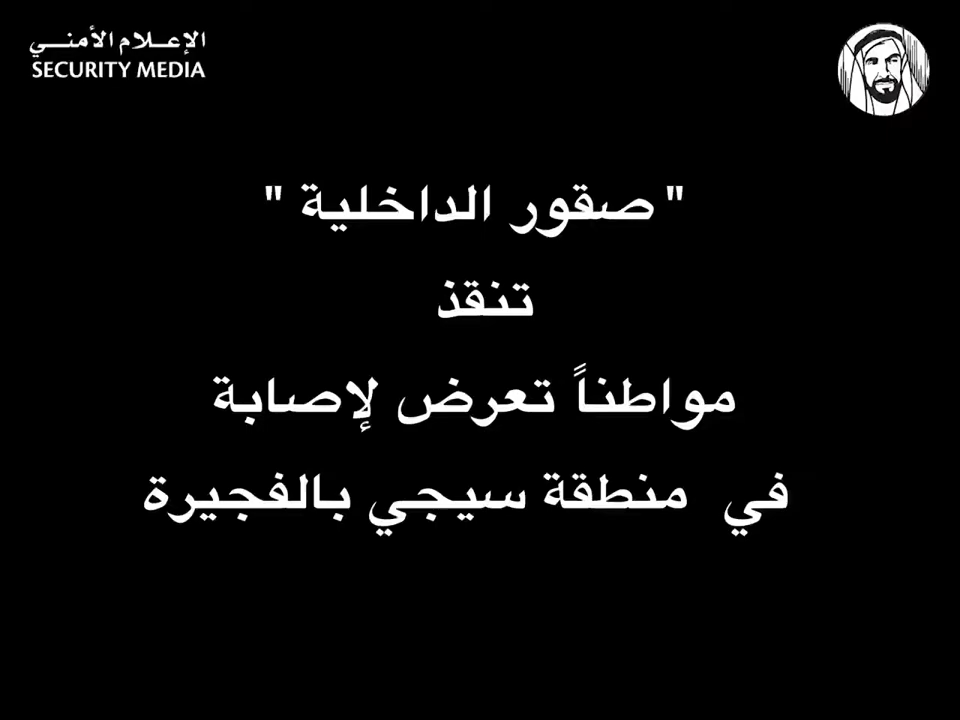 الإعلام الأمني
SECURITY MEDIA
" صقور الداخلية "
تنقذ
مواطناً تعرض لإصابة
في منطقة سيجي بالفجيرة